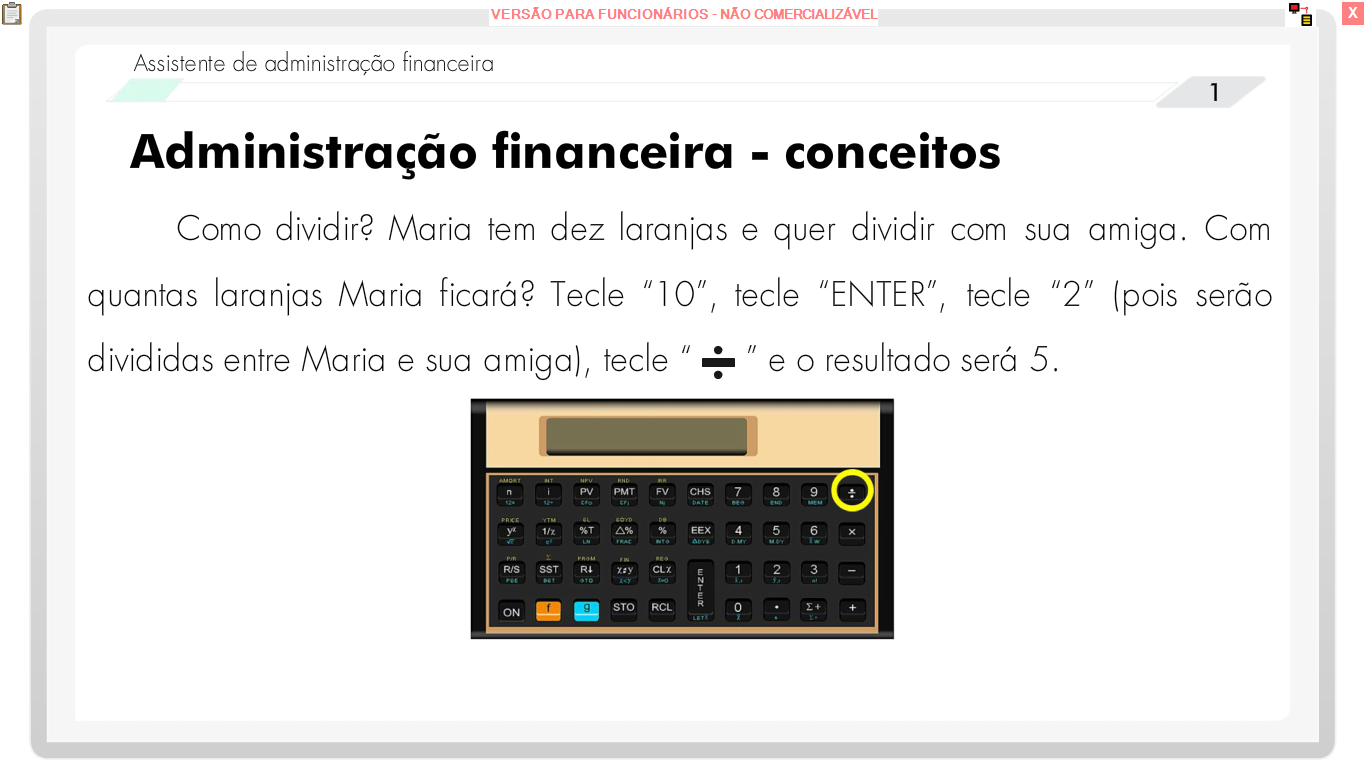 VERSÃO PARA FUNCIONÁRIOS - NÃO COMERCIALIZÁVEL
X
Assistente de administração financeira
1
Administração financeira - conceitos
Como dividir? Maria tem dez laranjas e quer dividir com sua amiga. Com
quantas laranjas Maria ficará? Tecle “10”, tecle “ENTER”, tecle “2” (pois serão
divididas entre Maria e sua amiga), tecle “ ÷ ” e o resultado será 5.
AMORT INT NPV RND IRR
n i PV PMT FV CHS 7 8 9 ÷
12× 12÷ CFo CFj Nj DATE BEG END MEM
PRICE YTM SL SOYD DB
yˣ 1/x %T Δ% % EEX 4 5 6 ×
LN FRAC INTG ΔDYS D.MY M.DY
P/R Σ PRGM FIN REG
R/S SST R↓ x≷y CLx ENTER 1 2 3 −
PSE BST GTO x≤y x=0
ON f g STO RCL 0 • Σ+ +